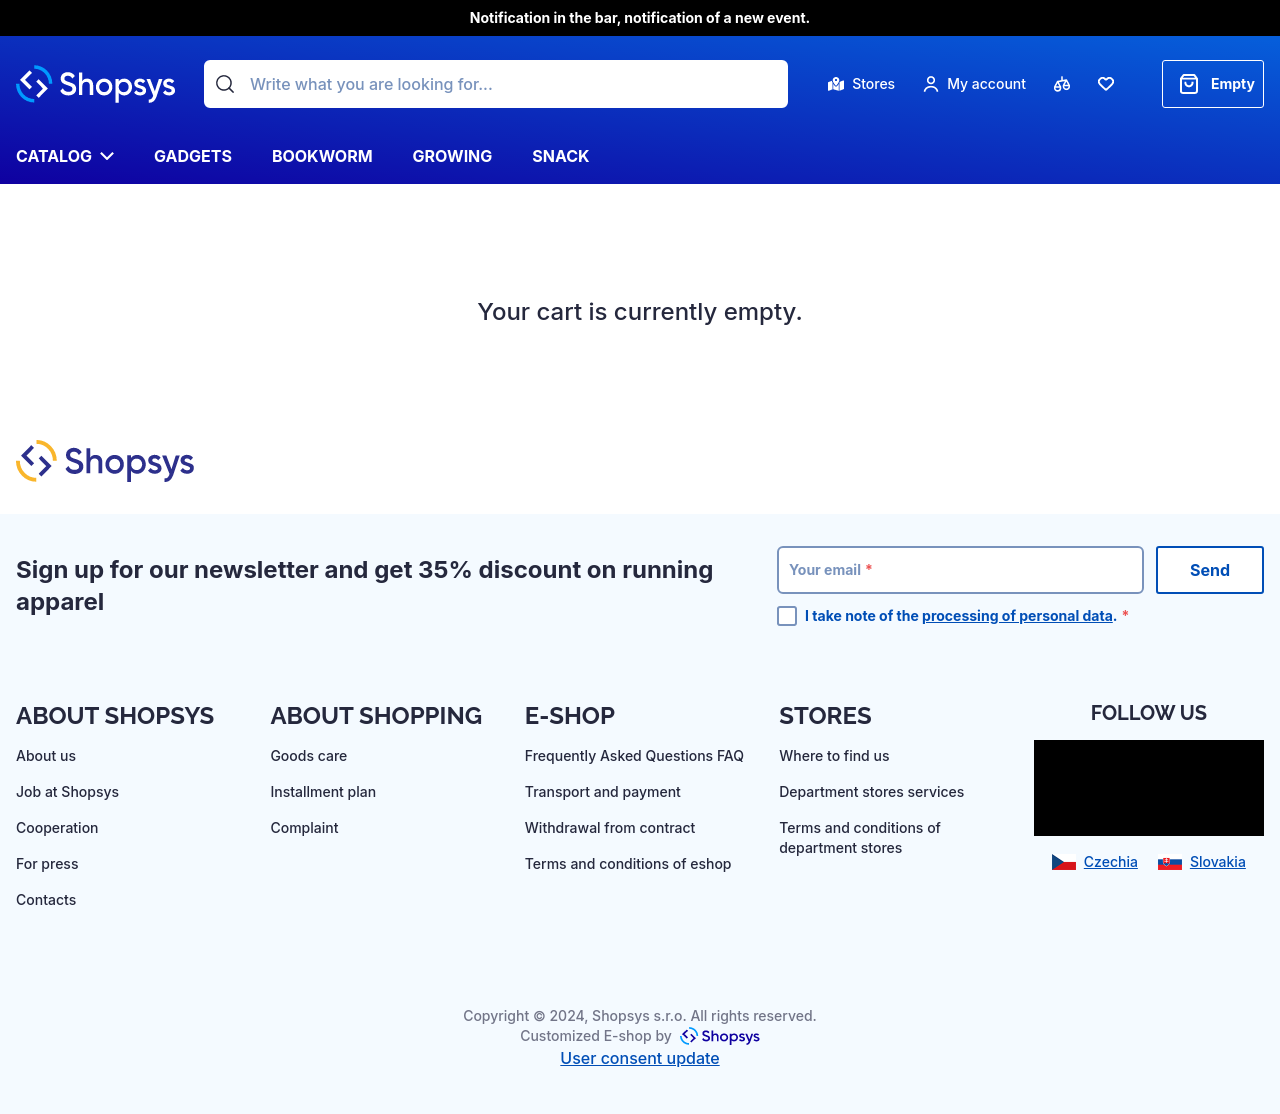 Notification in the bar, notification of a new event.
Shopsys
Write what you are looking for...
Stores
My account
Empty
CATALOG
GADGETS
BOOKWORM
GROWING
SNACK
Your cart is currently empty.
Shopsys
Sign up for our newsletter and get 35% discount on running
apparel
Your email *
Send
I take note of the processing of personal data. *
ABOUT SHOPSYS
About us
Job at Shopsys
Cooperation
For press
Contacts
ABOUT SHOPPING
Goods care
Installment plan
Complaint
E-SHOP
Frequently Asked Questions FAQ
Transport and payment
Withdrawal from contract
Terms and conditions of eshop
STORES
Where to find us
Department stores services
Terms and conditions of
department stores
FOLLOW US
Czechia
Slovakia
Copyright © 2024, Shopsys s.r.o. All rights reserved.
Customized E-shop by Shopsys
User consent update